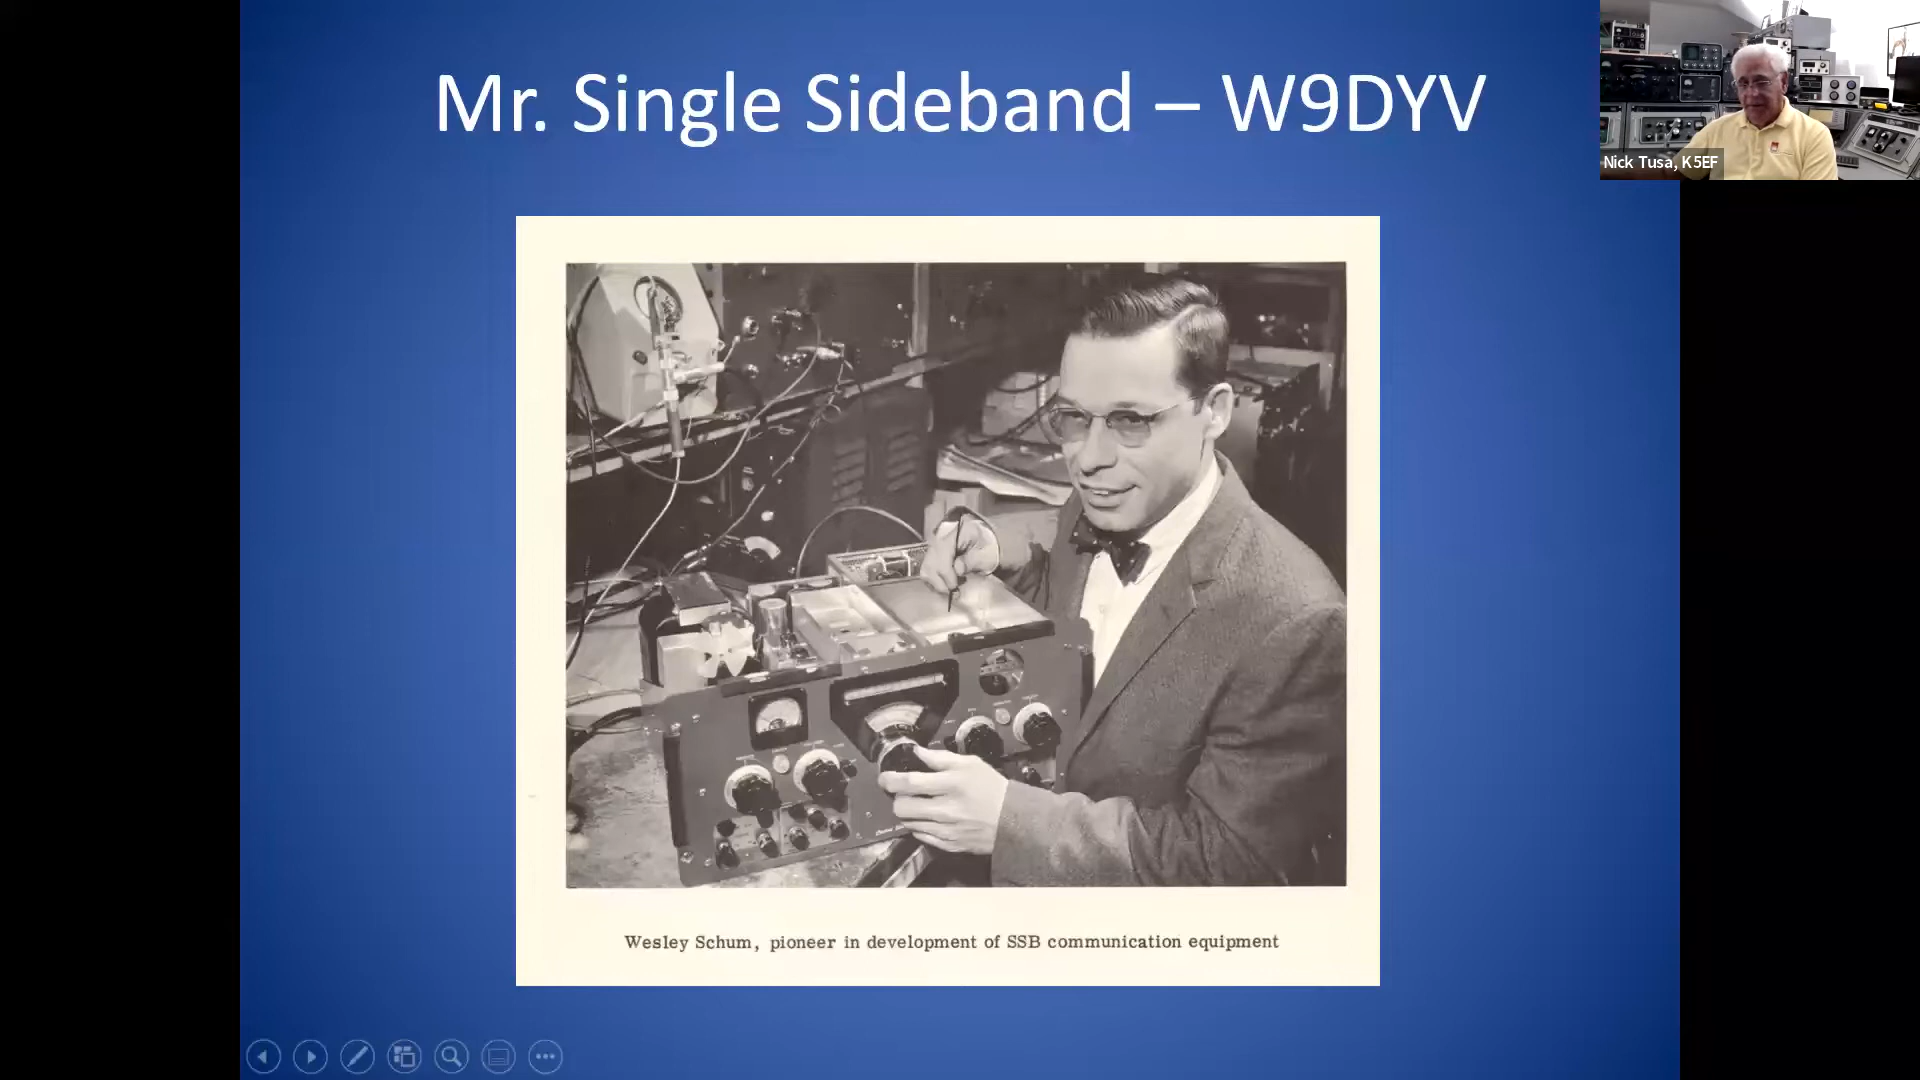 Mr. Single Sideband – W9DYV
Nick Tusa, K5EF
Wesley Schum, pioneer in development of SSB communication equipment